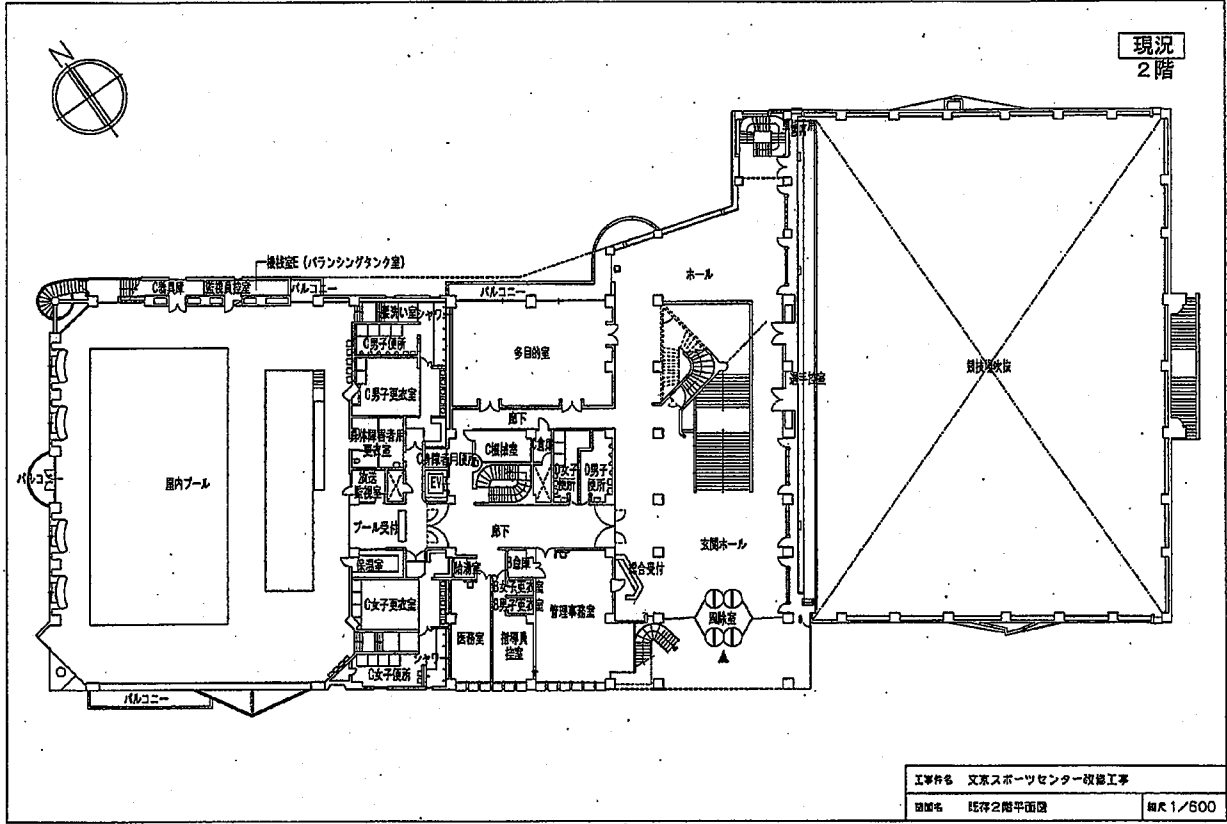 現況
2階
N
機械室E (バランシングタンク室)
C器具庫
監視員控室
バルコニー
バルコニー
ホール
腰洗い室
シャワー
C男子便所
多目的室
C男子更衣室
選手控室
競技場吹抜
廊下
身体障害者用
更衣室
C身障者用便所
C機械室
C倉庫
D女子
便所
D男子
便所
放送
監視室
EV
バルコニー
屋内プール
プール受付
廊下
玄関ホール
採温室
給湯室
B倉庫
総合受付
B女子更衣室
B男子更衣室
C女子更衣室
管理事務室
風除室
医務室
指導員
控室
シャワー
C女子便所
バルコニー
工事件名 文京スポーツセンター改修工事
図面名 既存2階平面図
縮尺 1/600